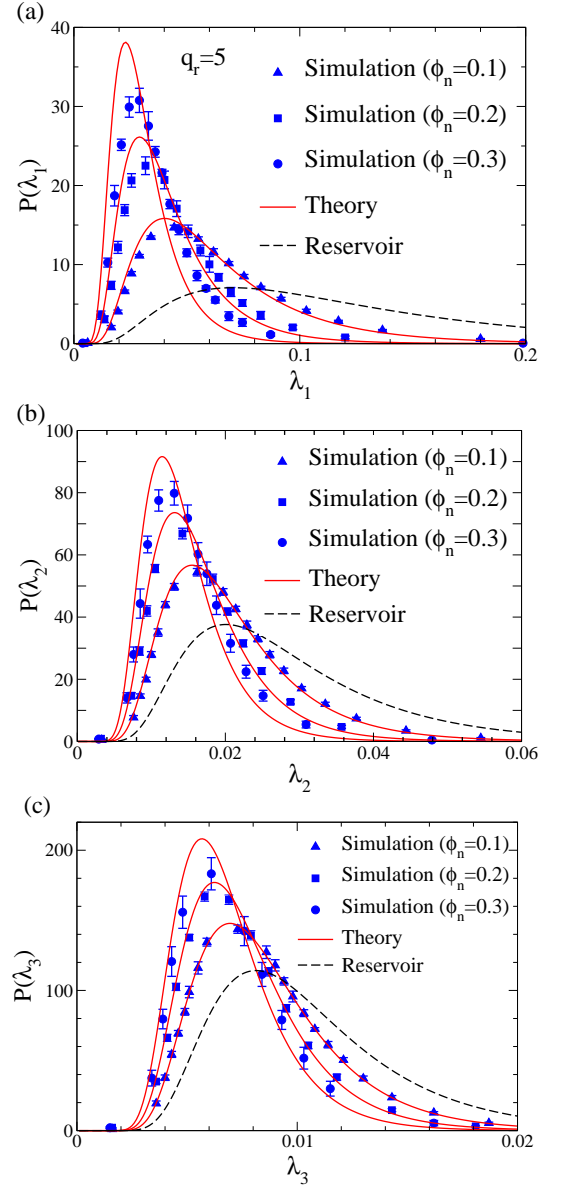 (a)
q_r=5
Simulation (ϕ_n=0.1)
Simulation (ϕ_n=0.2)
Simulation (ϕ_n=0.3)
Theory
Reservoir
P(λ_1)
40
30
20
10
0
0 0.1 0.2
λ_1
(b)
Simulation (ϕ_n=0.1)
Simulation (ϕ_n=0.2)
Simulation (ϕ_n=0.3)
Theory
Reservoir
P(λ_2)
100
80
60
40
20
0
0 0.02 0.04 0.06
λ_2
(c)
Simulation (ϕ_n=0.1)
Simulation (ϕ_n=0.2)
Simulation (ϕ_n=0.3)
Theory
Reservoir
P(λ_3)
200
100
0
0 0.01 0.02
λ_3